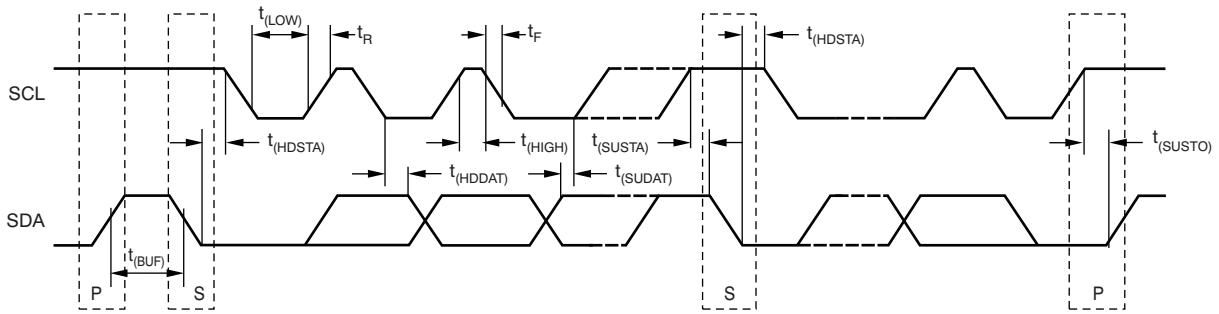 t(LOW)
tR
tF
t(HDSTA)
SCL
t(HDSTA)
t(HIGH)
t(SUSTA)
t(SUSTO)
t(HDDAT)
t(SUDAT)
SDA
t(BUF)
P
S
S
P